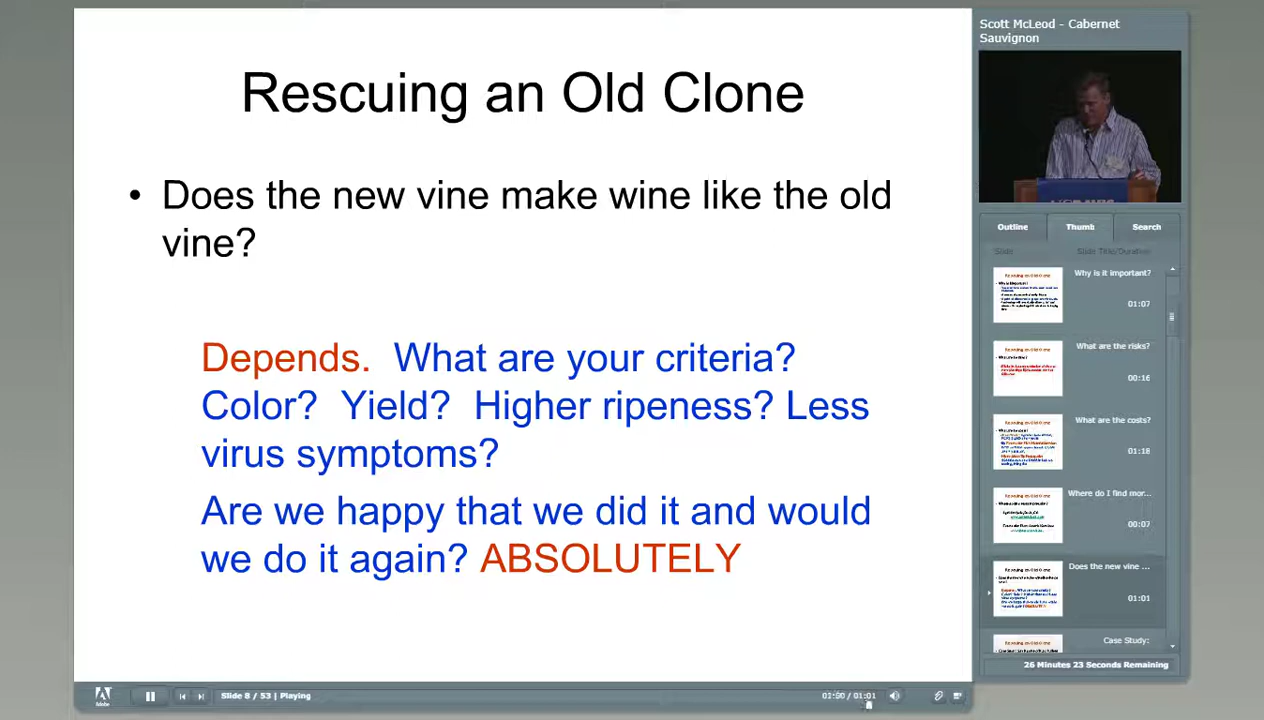 Rescuing an Old Clone
• Does the new vine make wine like the old
vine?
Depends. What are your criteria?
Color? Yield? Higher ripeness? Less
virus symptoms?
Are we happy that we did it and would
we do it again? ABSOLUTELY
Scott McLeod - Cabernet
Sauvignon
Outline Thumb Search
Slide Slide Title/Duration
Why is it important?
01:07
What are the risks?
00:16
What are the costs?
01:18
Where do I find mor...
00:07
Does the new vine ...
01:01
Case Study:
26 Minutes 23 Seconds Remaining
Adobe
Slide 8 / 53 | Playing
/ 01:01